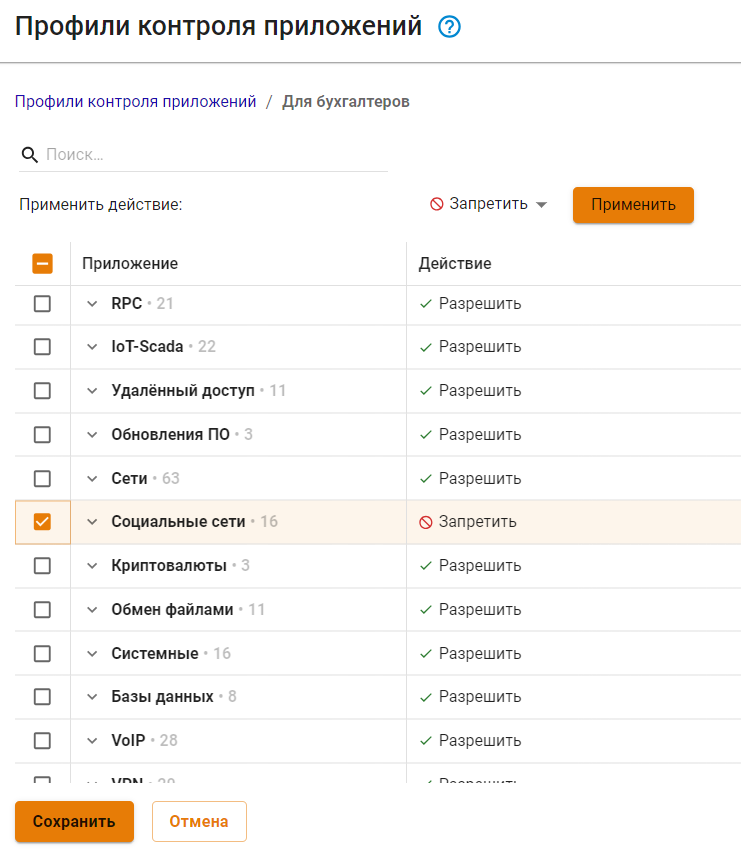 Профили контроля приложений ?
Профили контроля приложений / Для бухгалтеров
Поиск...
Применить действие: Запретить Применить
Приложение Действие
RPC • 21 Разрешить
IoT-Scada • 22 Разрешить
Удалённый доступ • 11 Разрешить
Обновления ПО • 3 Разрешить
Сети • 63 Разрешить
Социальные сети • 16 Запретить
Криптовалюты • 3 Разрешить
Обмен файлами • 11 Разрешить
Системные • 16 Разрешить
Базы данных • 8 Разрешить
VoIP • 28 Разрешить
VPN Разрешить
Сохранить Отмена